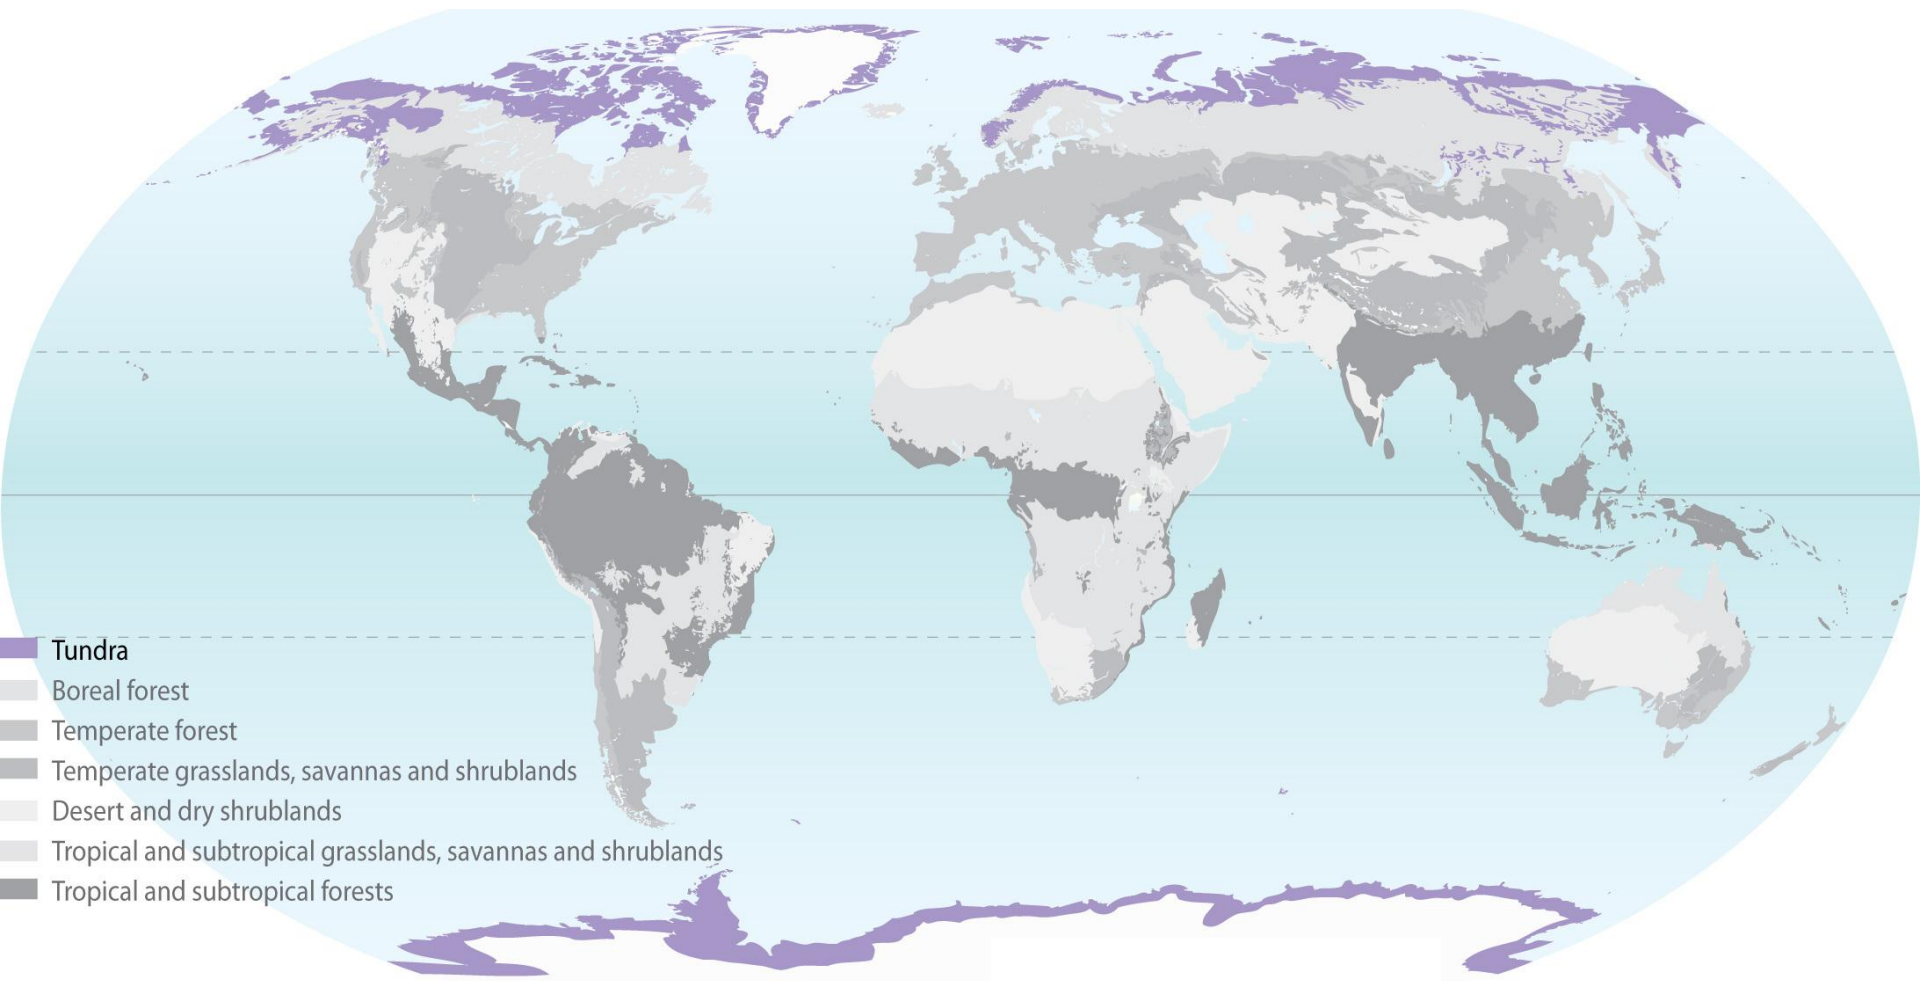 Tundra
Boreal forest
Temperate forest
Temperate grasslands, savannas and shrublands
Desert and dry shrublands
Tropical and subtropical grasslands, savannas and shrublands
Tropical and subtropical forests